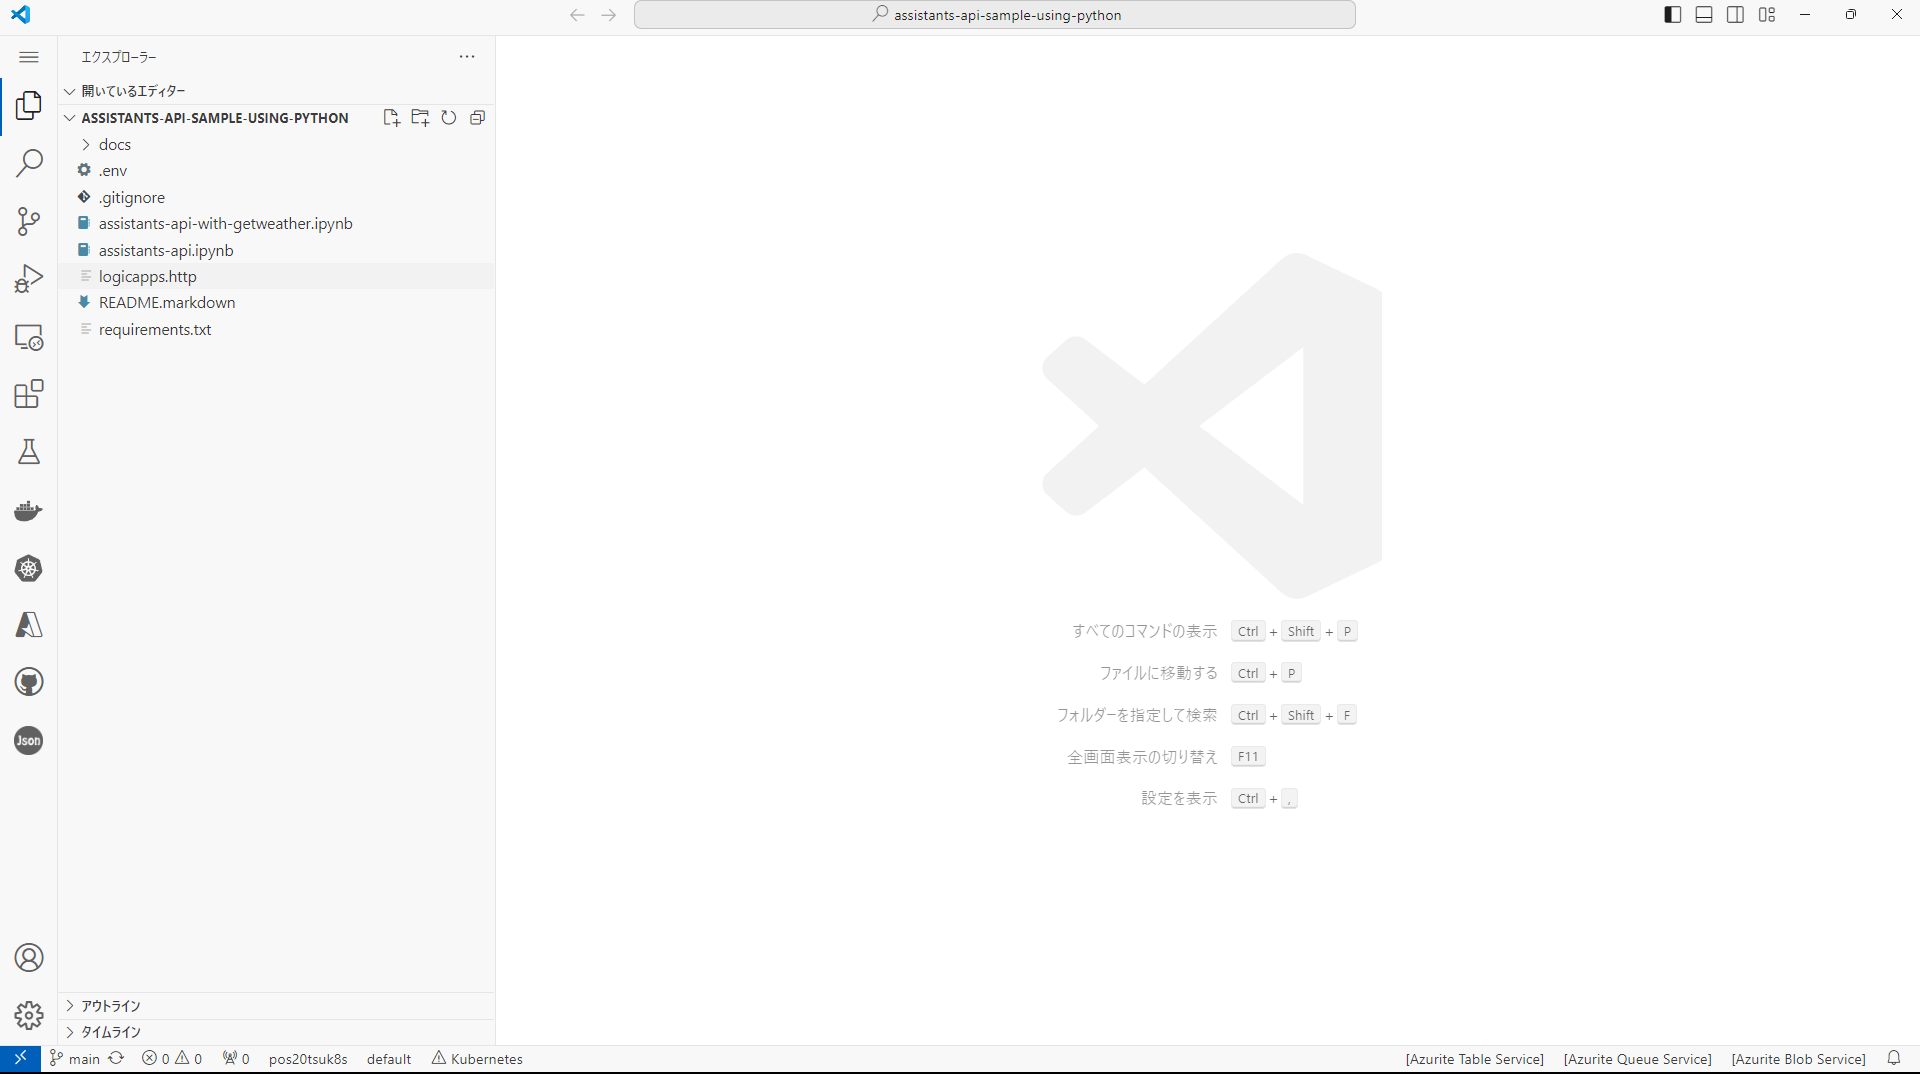 assistants-api-sample-using-python
エクスプローラー
開いているエディター
ASSISTANTS-API-SAMPLE-USING-PYTHON
docs
.env
.gitignore
assistants-api-with-getweather.ipynb
assistants-api.ipynb
logicapps.http
README.markdown
requirements.txt
Json
すべてのコマンドの表示 Ctrl + Shift + P
ファイルに移動する Ctrl + P
フォルダーを指定して検索 Ctrl + Shift + F
全画面表示の切り替え F11
設定を表示 Ctrl + ,
アウトライン
タイムライン
main 0 0 0 pos20tsuk8s default Kubernetes [Azurite Table Service] [Azurite Queue Service] [Azurite Blob Service]